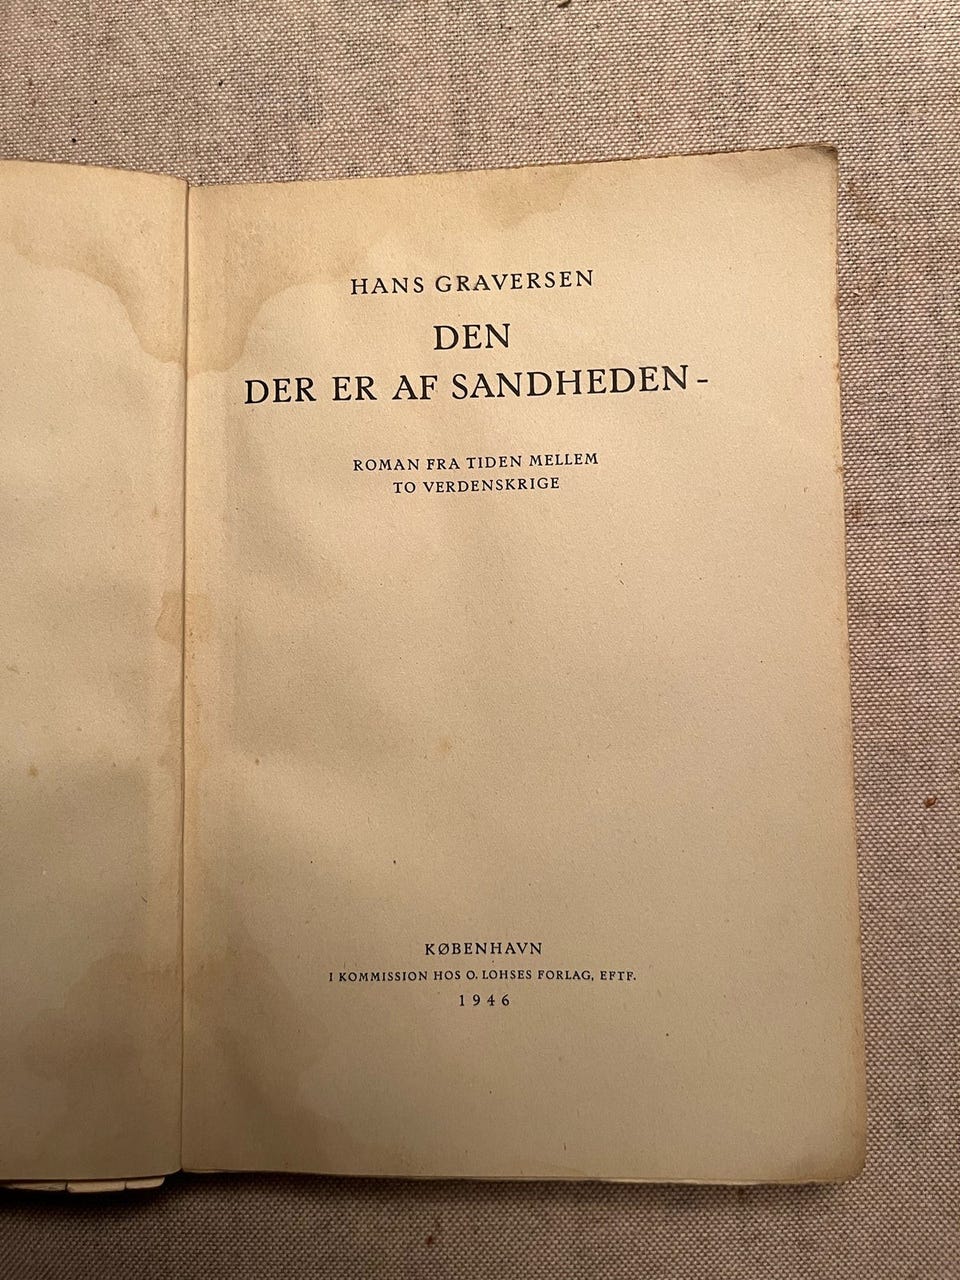 HANS GRAVERSEN
DEN
DER ER AF SANDHEDEN-
ROMAN FRA TIDEN MELLEM
TO VERDENSKRIGE
KØBENHAVN
I KOMMISSION HOS O. LOHSES FORLAG, EFTF.
1946